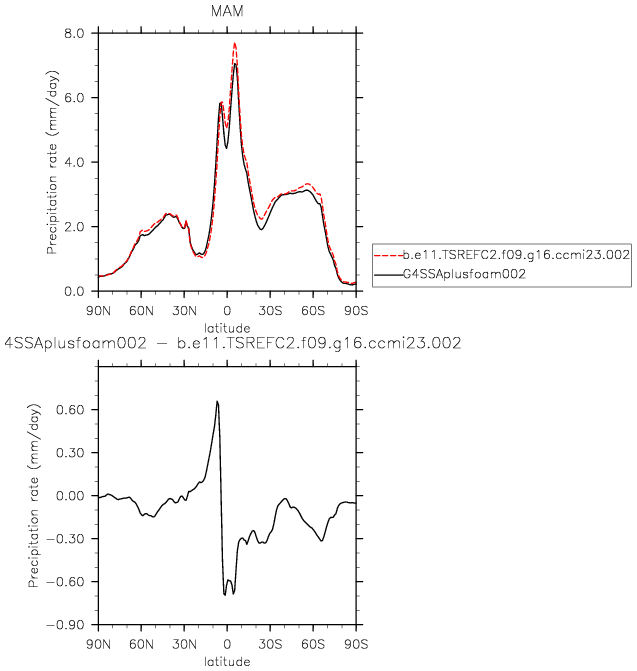 MAM
8.0
6.0
4.0
2.0
0.0
Precipitation rate (mm/day)
90N 60N 30N 0 30S 60S 90S
latitude
b.e11.TSREFC2.f09.g16.ccmi23.002
G4SSAplusfoam002
4SSAplusfoam002 − b.e11.TSREFC2.f09.g16.ccmi23.002
0.60
0.30
0.00
−0.30
−0.60
−0.90
Precipitation rate (mm/day)
90N 60N 30N 0 30S 60S 90S
latitude